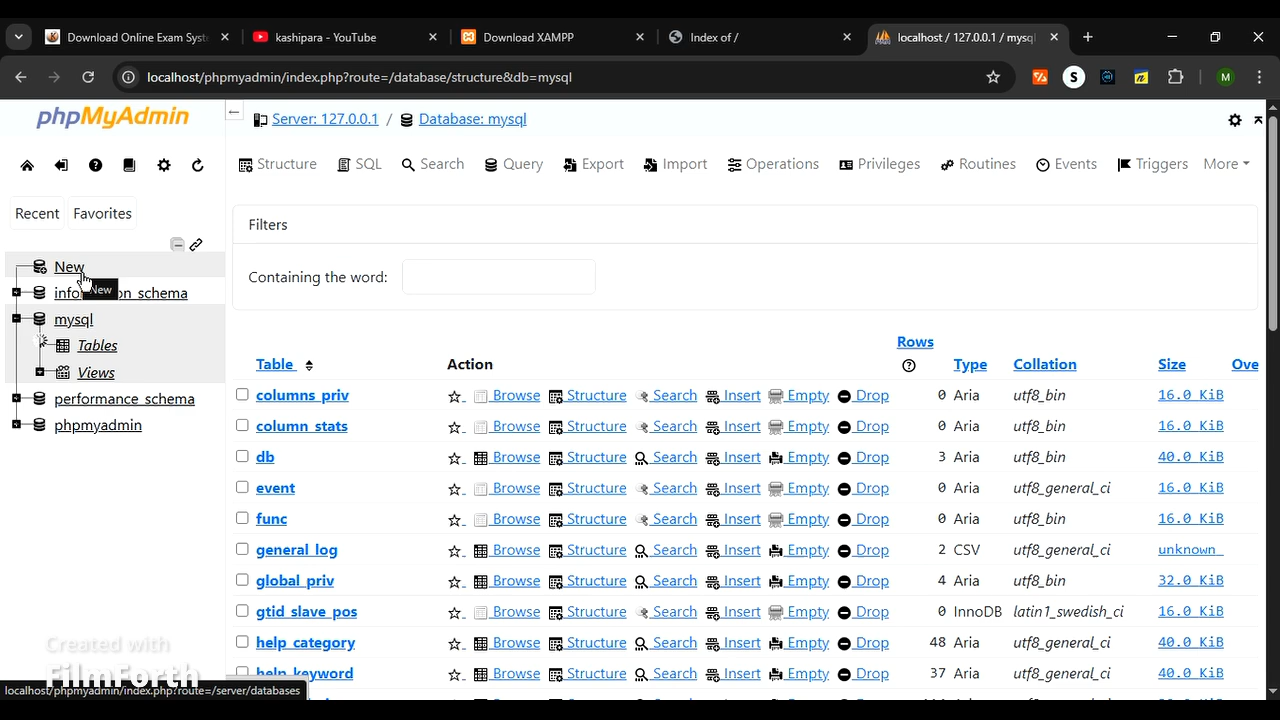 Download Online Exam Syst
kashipara - YouTube
Download XAMPP
Index of /
localhost / 127.0.0.1 / mysq
localhost/phpmyadmin/index.php?route=/database/structure&db=mysql
S
M
phpMyAdmin
Server: 127.0.0.1 / Database: mysql
Structure SQL Search Query Export Import Operations Privileges Routines Events Triggers More
Recent Favorites
Filters
Containing the word:
New
New
schema
mysql
Tables
Views
performance_schema
phpmyadmin
Rows
Table Action Type Collation Size Ove
columns_priv Browse Structure Search Insert Empty Drop 0 Aria utf8_bin 16.0 KiB
column_stats Browse Structure Search Insert Empty Drop 0 Aria utf8_bin 16.0 KiB
db Browse Structure Search Insert Empty Drop 3 Aria utf8_bin 40.0 KiB
event Browse Structure Search Insert Empty Drop 0 Aria utf8_general_ci 16.0 KiB
func Browse Structure Search Insert Empty Drop 0 Aria utf8_bin 16.0 KiB
general_log Browse Structure Search Insert Empty Drop 2 CSV utf8_general_ci unknown
global_priv Browse Structure Search Insert Empty Drop 4 Aria utf8_bin 32.0 KiB
gtid_slave_pos Browse Structure Search Insert Empty Drop 0 InnoDB latin1_swedish_ci 16.0 KiB
help_category Browse Structure Search Insert Empty Drop 48 Aria utf8_general_ci 40.0 KiB
help_keyword Browse Structure Search Insert Empty Drop 37 Aria utf8_general_ci 40.0 KiB
Created with
FilmForth
localhost/phpmyadmin/index.php?route=/server/databases